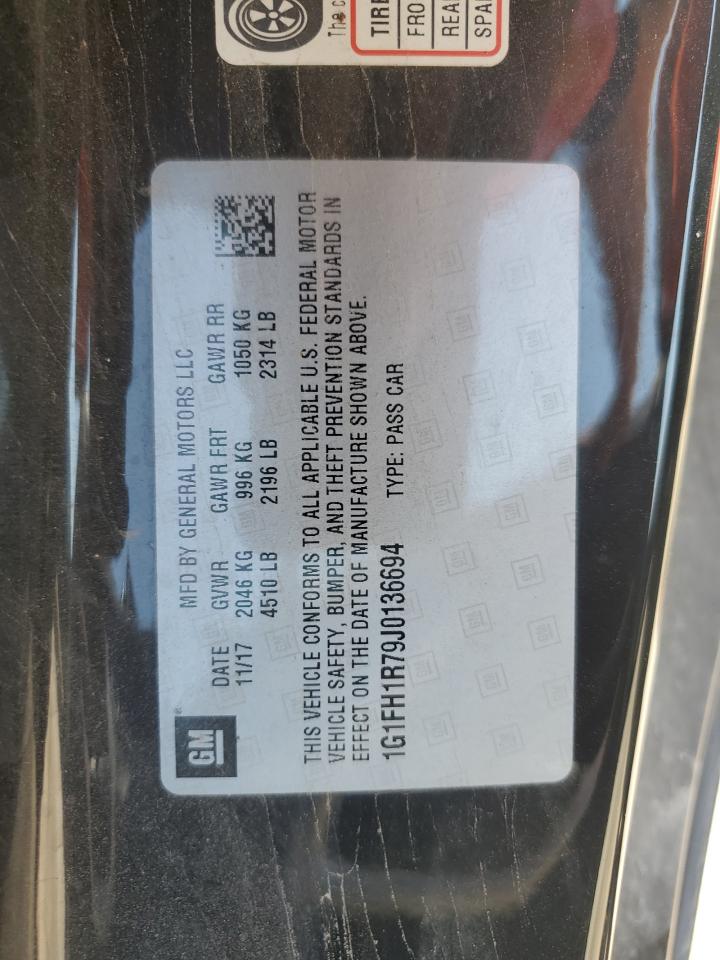 The c
TIRE
FRO
REA
SPA
GM
®
MFD BY GENERAL MOTORS LLC
DATE GVWR GAWR FRT GAWR RR
11/17 2046 KG 996 KG 1050 KG
4510 LB 2196 LB 2314 LB
THIS VEHICLE CONFORMS TO ALL APPLICABLE U.S. FEDERAL MOTOR
VEHICLE SAFETY, BUMPER, AND THEFT PREVENTION STANDARDS IN
EFFECT ON THE DATE OF MANUFACTURE SHOWN ABOVE.
1G1FH1R79J0136694 TYPE: PASS CAR